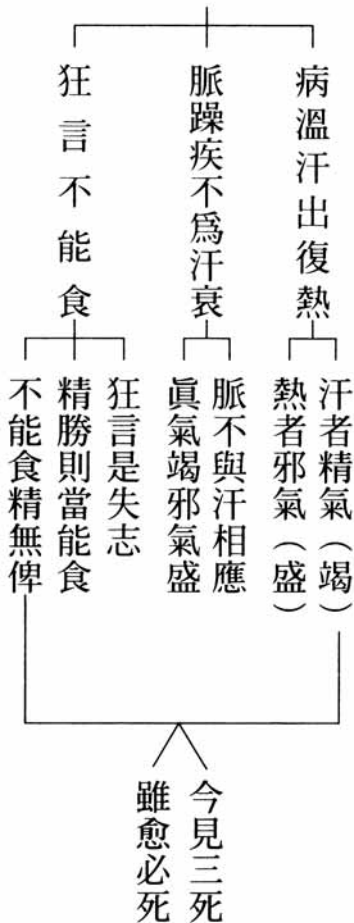 病溫汗出復熱
脈躁疾不爲汗衰
狂言不能食
汗者精氣（竭）
熱者邪氣（盛）
脈不與汗相應
眞氣竭邪氣盛
狂言是失志
精勝則當能食
不能食精無俾
今見三死
雖愈必死